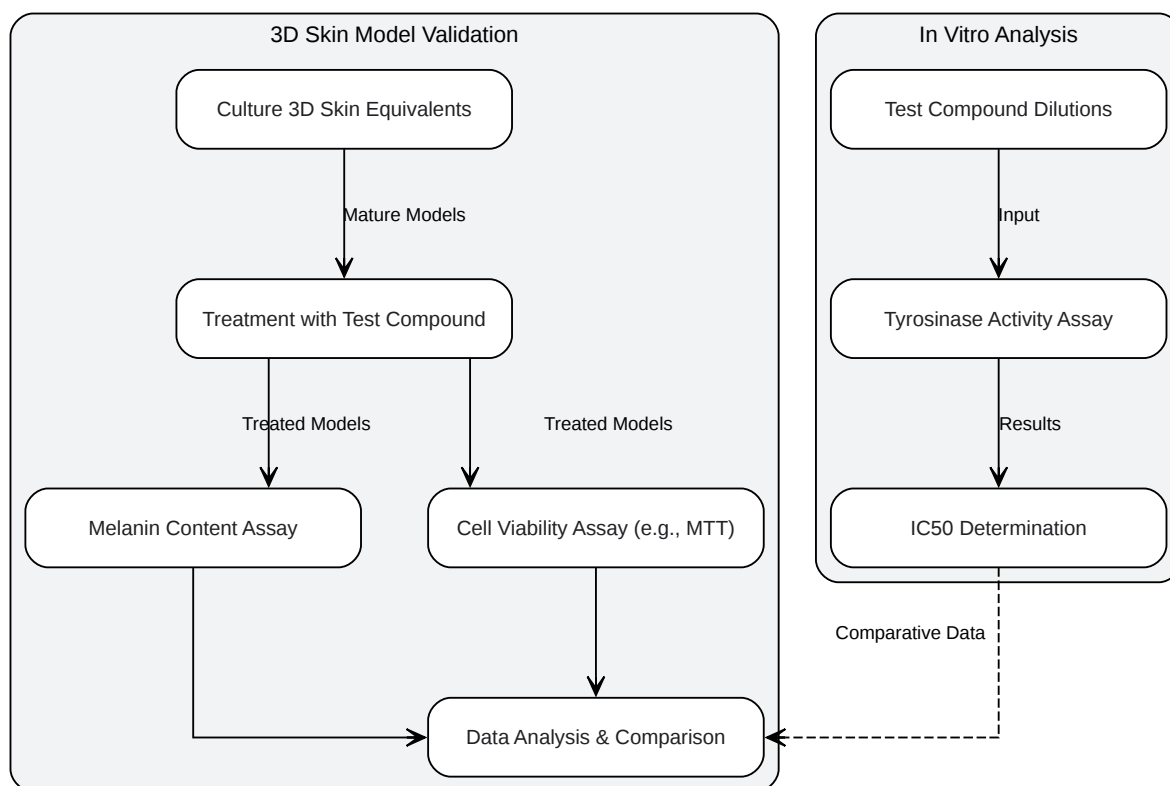 3D Skin Model Validation
Culture 3D Skin Equivalents
Mature Models
Treatment with Test Compound
Treated Models
Treated Models
Melanin Content Assay
Cell Viability Assay (e.g., MTT)
Data Analysis & Comparison
In Vitro Analysis
Test Compound Dilutions
Input
Tyrosinase Activity Assay
Results
IC50 Determination
Comparative Data